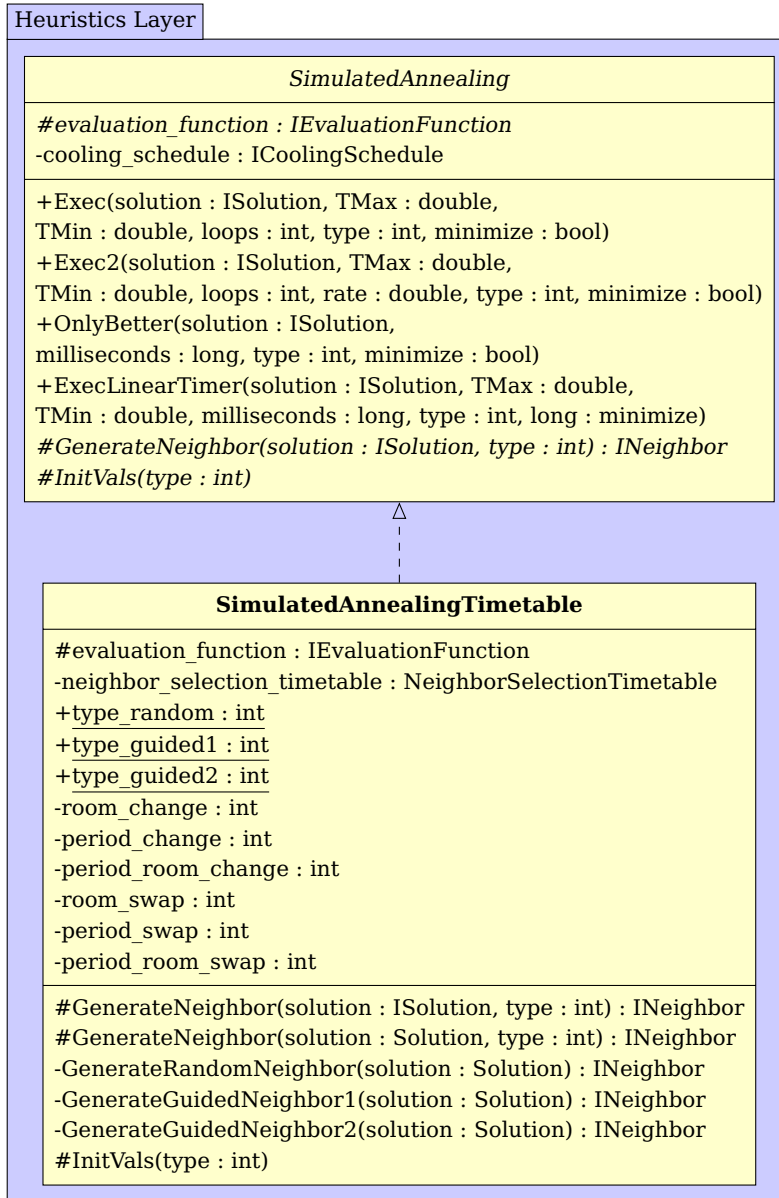 Heuristics Layer
SimulatedAnnealing
#evaluation_function : IEvaluationFunction
-cooling_schedule : ICoolingSchedule
+Exec(solution : ISolution, TMax : double,
TMin : double, loops : int, type : int, minimize : bool)
+Exec2(solution : ISolution, TMax : double,
TMin : double, loops : int, rate : double, type : int, minimize : bool)
+OnlyBetter(solution : ISolution,
milliseconds : long, type : int, minimize : bool)
+ExecLinearTimer(solution : ISolution, TMax : double,
TMin : double, milliseconds : long, type : int, long : minimize)
#GenerateNeighbor(solution : ISolution, type : int) : INeighbor
#InitVals(type : int)
SimulatedAnnealingTimetable
#evaluation_function : IEvaluationFunction
-neighbor_selection_timetable : NeighborSelectionTimetable
+type_random : int
+type_guided1 : int
+type_guided2 : int
-room_change : int
-period_change : int
-period_room_change : int
-room_swap : int
-period_swap : int
-period_room_swap : int
#GenerateNeighbor(solution : ISolution, type : int) : INeighbor
#GenerateNeighbor(solution : Solution, type : int) : INeighbor
-GenerateRandomNeighbor(solution : Solution) : INeighbor
-GenerateGuidedNeighbor1(solution : Solution) : INeighbor
-GenerateGuidedNeighbor2(solution : Solution) : INeighbor
#InitVals(type : int)